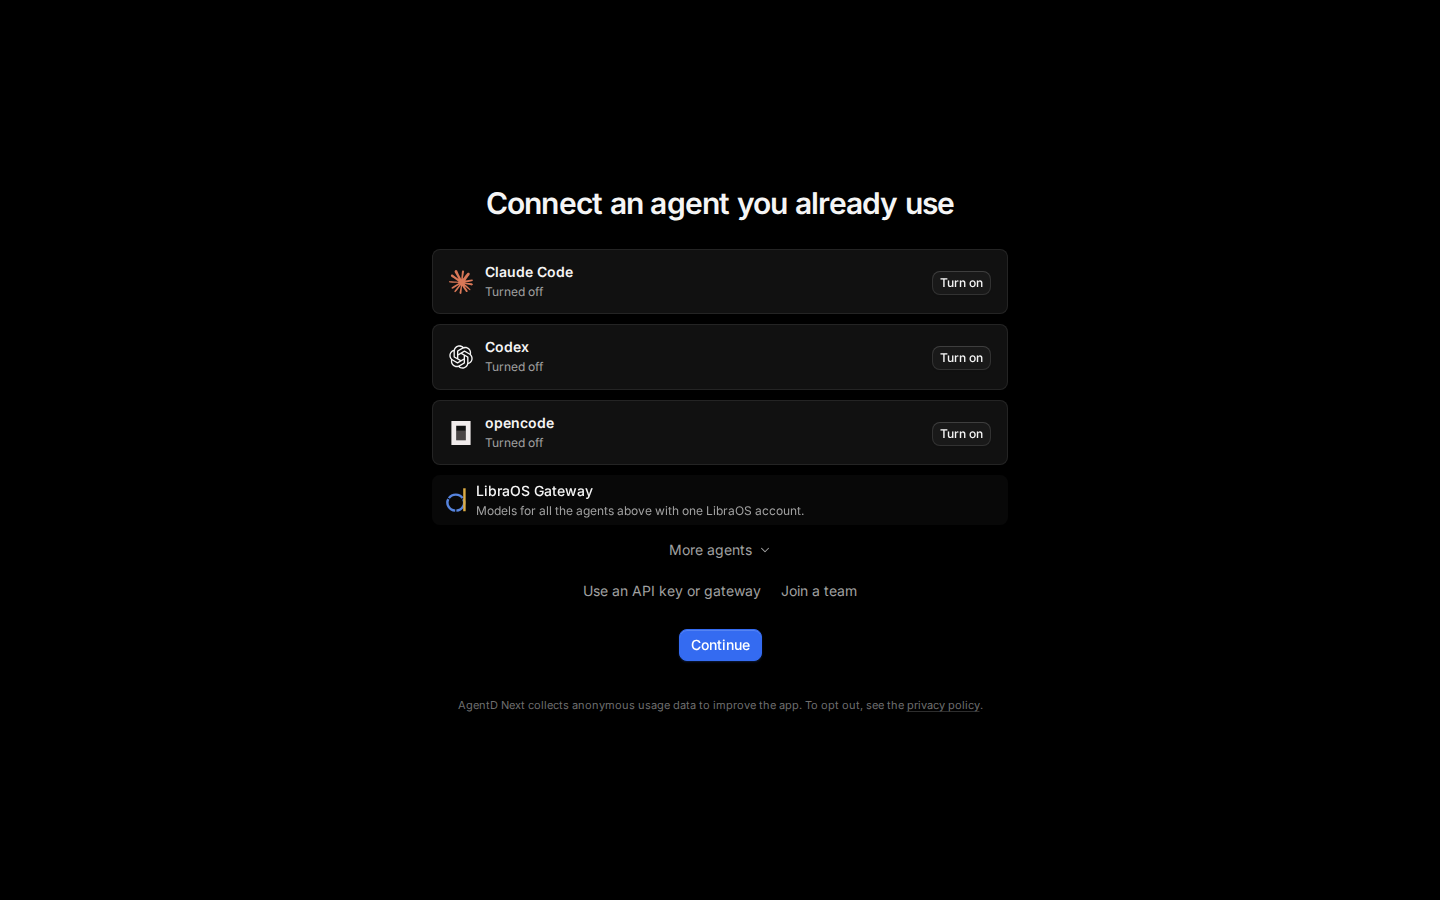 Connect an agent you already use
Claude Code
Turned off
Turn on
Codex
Turned off
Turn on
opencode
Turned off
Turn on
LibraOS Gateway
Models for all the agents above with one LibraOS account.
More agents
Use an API key or gateway Join a team
Continue
AgentD Next collects anonymous usage data to improve the app. To opt out, see the privacy policy.